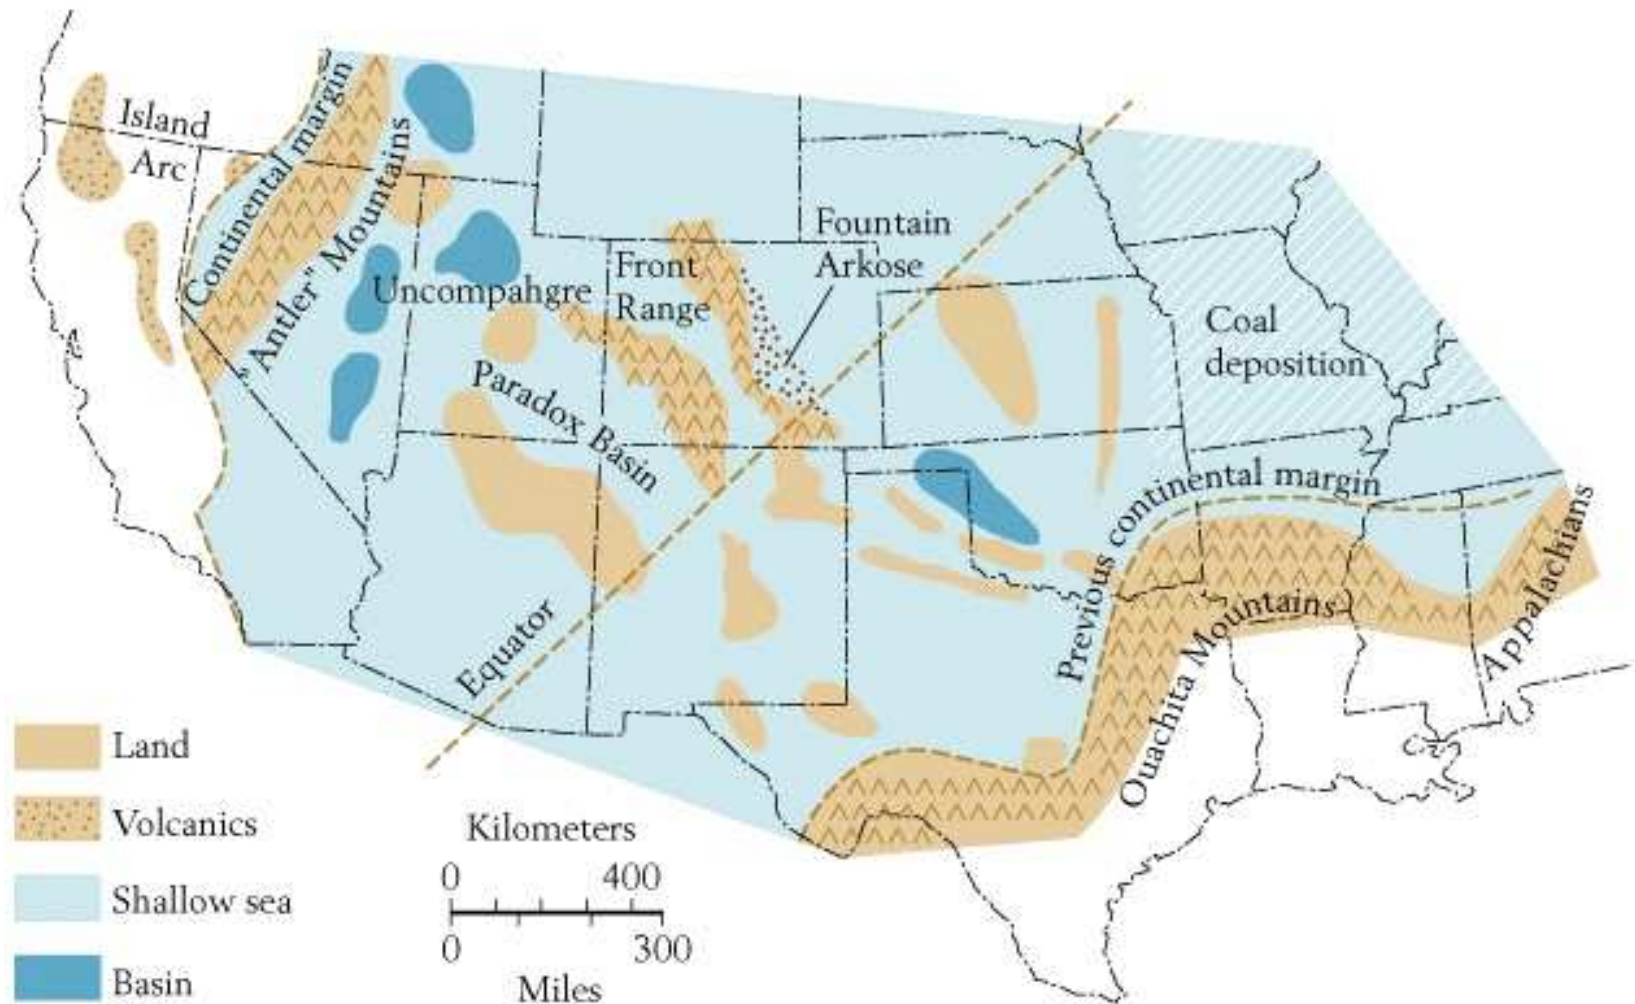 Island
Arc
Continental margin
"Antler" Mountains
Uncompahgre
Front
Range
Fountain
Arkose
Paradox Basin
Coal
deposition
Previous continental margin
Equator
Ouachita Mountains
Appalachians
Land
Volcanics
Shallow sea
Basin
Kilometers
0 400
0 300
Miles